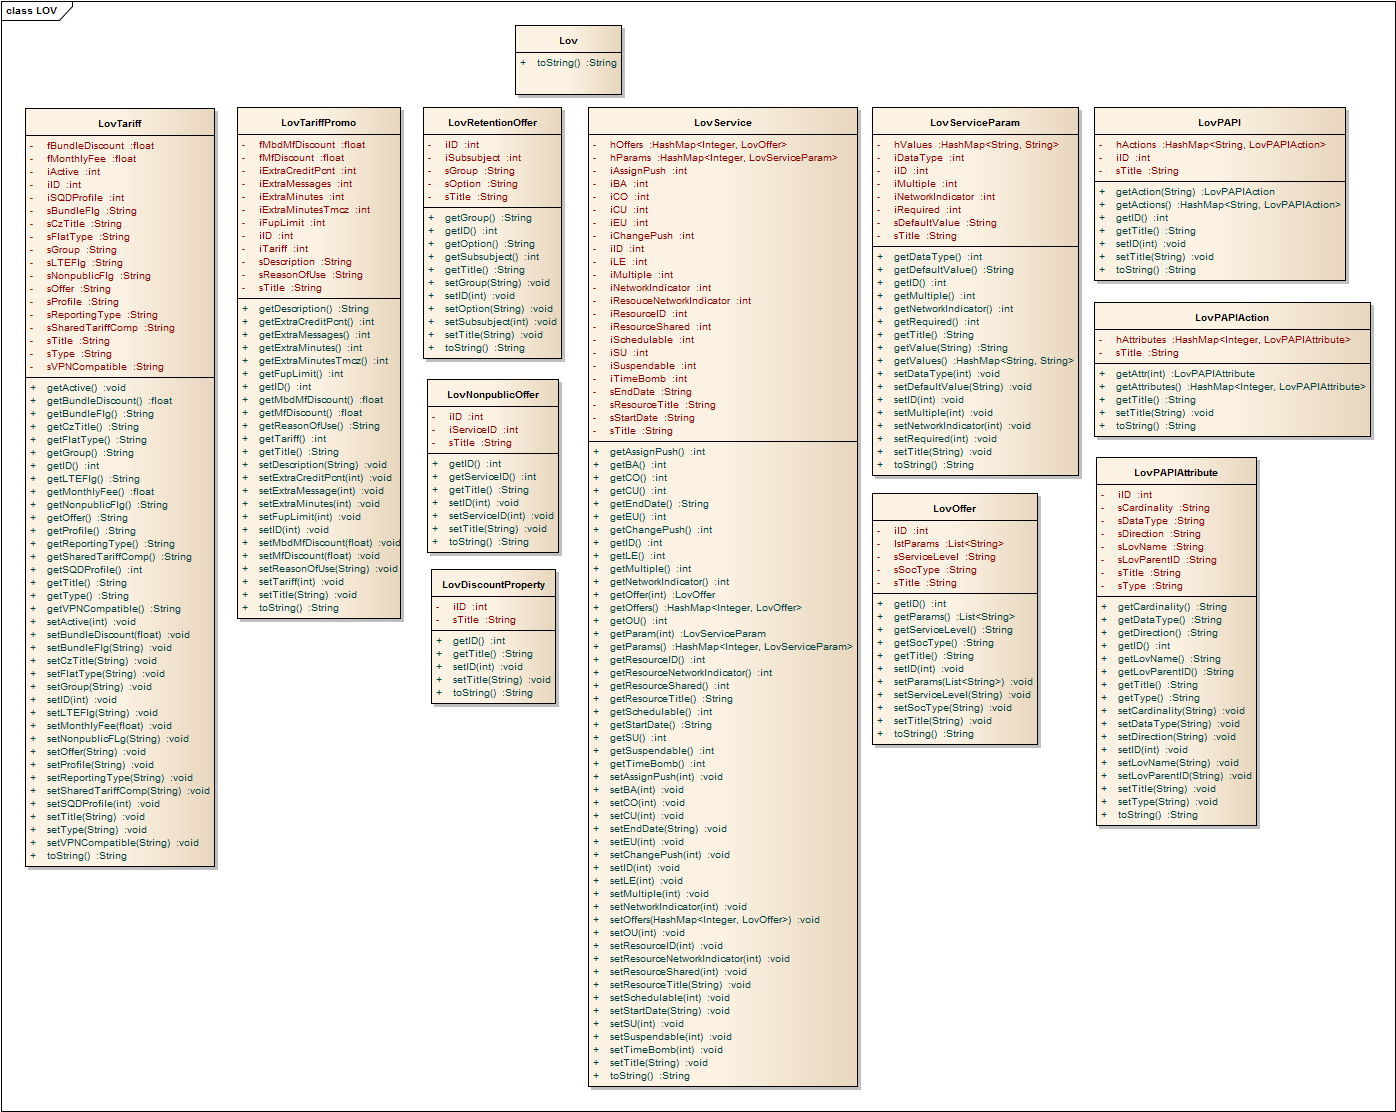 class LOV
Lov
+ toString() :String
LovTariff
- fBundleDiscount :float
- fMonthlyFee :float
- iActive :int
- iID :int
- iSQDProfile :int
- sBundleFlg :String
- sCzTitle :String
- sFlatType :String
- sGroup :String
- sLTEFlg :String
- sNonpublicFlg :String
- sOffer :String
- sProfile :String
- sReportingType :String
- sSharedTariffComp :String
- sTitle :String
- sType :String
- sVPNCompatible :String
+ getActive() :void
+ getBundleDiscount() :float
+ getBundleFlg() :String
+ getCzTitle() :String
+ getFlatType() :String
+ getGroup() :String
+ getID() :int
+ getLTEFlg() :String
+ getMonthlyFee() :float
+ getNonpublicFlg() :String
+ getOffer() :String
+ getProfile() :String
+ getReportingType() :String
+ getSharedTariffComp() :String
+ getSQDProfile() :int
+ getTitle() :String
+ getType() :String
+ getVPNCompatible() :String
+ setActive(int) :void
+ setBundleDiscount(float) :void
+ setBundleFlg(String) :void
+ setCzTitle(String) :void
+ setFlatType(String) :void
+ setGroup(String) :void
+ setID(int) :void
+ setLTEFlg(String) :void
+ setMonthlyFee(float) :void
+ setNonpublicFLg(String) :void
+ setOffer(String) :void
+ setProfile(String) :void
+ setReportingType(String) :void
+ setSharedTariffComp(String) :void
+ setSQDProfile(int) :void
+ setTitle(String) :void
+ setType(String) :void
+ setVPNCompatible(String) :void
+ toString() :String
LovTariffPromo
- fMbdMfDiscount :float
- fMfDiscount :float
- iExtraCreditPcnt :int
- iExtraMessages :int
- iExtraMinutes :int
- iExtraMinutesTmcz :int
- iFupLimit :int
- iID :int
- iTariff :int
- sDescription :String
- sReasonOfUse :String
- sTitle :String
+ getDescription() :String
+ getExtraCreditPcnt() :int
+ getExtraMessages() :int
+ getExtraMinutes() :int
+ getExtraMinutesTmcz() :int
+ getFupLimit() :int
+ getID() :int
+ getMbdMfDiscount() :float
+ getMfDiscount() :float
+ getReasonOfUse() :String
+ getTariff() :int
+ getTitle() :String
+ setDescription(String) :void
+ setExtraCreditPcnt(int) :void
+ setExtraMessage(int) :void
+ setExtraMinutes(int) :void
+ setFupLimit(int) :void
+ setID(int) :void
+ setMbdMfDiscount(float) :void
+ setMfDiscount(float) :void
+ setReasonOfUse(String) :void
+ setTariff(int) :void
+ setTitle(String) :void
+ toString() :String
LovRetentionOffer
- iID :int
- iSubsubject :int
- sGroup :String
- sOption :String
- sTitle :String
+ getGroup() :String
+ getID() :int
+ getOption() :String
+ getSubsubject() :int
+ getTitle() :String
+ setGroup(String) :void
+ setID(int) :void
+ setOption(String) :void
+ setSubsubject(int) :void
+ setTitle(String) :void
+ toString() :String
LovNonpublicOffer
- iID :int
- iServiceID :int
- sTitle :String
+ getID() :int
+ getServiceID() :int
+ getTitle() :String
+ setID(int) :void
+ setServiceID(int) :void
+ setTitle(String) :void
+ toString() :String
LovDiscountProperty
- iID :int
- sTitle :String
+ getID() :int
+ getTitle() :String
+ setID(int) :void
+ setTitle(String) :void
+ toString() :String
LovService
- hOffers :HashMap<Integer, LovOffer>
- hParams :HashMap<Integer, LovServiceParam>
- iAssignPush :int
- iBA :int
- iCO :int
- iCU :int
- iEU :int
- iChangePush :int
- iID :int
- iLE :int
- iMultiple :int
- iNetworkIndicator :int
- iResouceNetworkIndicator :int
- iResourceID :int
- iResourceShared :int
- iSchedulable :int
- iSU :int
- iSuspendable :int
- iTimeBomb :int
- sEndDate :String
- sResourceTitle :String
- sStartDate :String
- sTitle :String
+ getAssignPush() :int
+ getBA() :int
+ getCO() :int
+ getCU() :int
+ getEndDate() :String
+ getEU() :int
+ getChangePush() :int
+ getID() :int
+ getLE() :int
+ getMultiple() :int
+ getNetworkIndicator() :int
+ getOffer(int) :LovOffer
+ getOffers() :HashMap<Integer, LovOffer>
+ getOU() :int
+ getParam(int) :LovServiceParam
+ getParams() :HashMap<Integer, LovServiceParam>
+ getResourceID() :int
+ getResourceNetworkIndicator() :int
+ getResourceShared() :int
+ getResourceTitle() :String
+ getSchedulable() :int
+ getStartDate() :String
+ getSU() :int
+ getSuspendable() :int
+ getTimeBomb() :int
+ setAssignPush(int) :void
+ setBA(int) :void
+ setCO(int) :void
+ setCU(int) :void
+ setEndDate(String) :void
+ setEU(int) :void
+ setChangePush(int) :void
+ setID(int) :void
+ setLE(int) :void
+ setMultiple(int) :void
+ setNetworkIndicator(int) :void
+ setOffers(HashMap<Integer, LovOffer>) :void
+ setOU(int) :void
+ setResourceID(int) :void
+ setResourceNetworkIndicator(int) :void
+ setResourceShared(int) :void
+ setResourceTitle(String) :void
+ setSchedulable(int) :void
+ setStartDate(String) :void
+ setSU(int) :void
+ setSuspendable(int) :void
+ setTimeBomb(int) :void
+ setTitle(String) :void
+ toString() :String
LovServiceParam
- hValues :HashMap<String, String>
- iDataType :int
- iID :int
- iMultiple :int
- iNetworkIndicator :int
- iRequired :int
- sDefaultValue :String
- sTitle :String
+ getDataType() :int
+ getDefaultValue() :String
+ getID() :int
+ getMultiple() :int
+ getNetworkIndicator() :int
+ getRequired() :int
+ getTitle() :String
+ getValue(String) :String
+ getValues() :HashMap<String, String>
+ setDataType(int) :void
+ setDefaultValue(String) :void
+ setID(int) :void
+ setMultiple(int) :void
+ setNetworkIndicator(int) :void
+ setRequired(int) :void
+ setTitle(String) :void
+ toString() :String
LovOffer
- iID :int
- lstParams :List<String>
- sServiceLevel :String
- sSocType :String
- sTitle :String
+ getID() :int
+ getParams() :List<String>
+ getServiceLevel() :String
+ getSocType() :String
+ getTitle() :String
+ setID(int) :void
+ setParams(List<String>) :void
+ setServiceLevel(String) :void
+ setSocType(String) :void
+ setTitle(String) :void
+ toString() :String
LovPAPI
- hActions :HashMap<String, LovPAPIAction>
- iID :int
- sTitle :String
+ getAction(String) :LovPAPIAction
+ getActions() :HashMap<String, LovPAPIAction>
+ getID() :int
+ getTitle() :String
+ setID(int) :void
+ setTitle(String) :void
+ toString() :String
LovPAPIAction
- hAttributes :HashMap<Integer, LovPAPIAttribute>
- sTitle :String
+ getAttr(int) :LovPAPIAttribute
+ getAttributes() :HashMap<Integer, LovPAPIAttribute>
+ getTitle() :String
+ setTitle(String) :void
+ toString() :String
LovPAPIAttribute
- iID :int
- sCardinality :String
- sDataType :String
- sDirection :String
- sLovName :String
- sLovParentID :String
- sTitle :String
- sType :String
+ getCardinality() :String
+ getDataType() :String
+ getDirection() :String
+ getID() :int
+ getLovName() :String
+ getLovParentID() :String
+ getTitle() :String
+ getType() :String
+ setCardinality(String) :void
+ setDataType(String) :void
+ setDirection(String) :void
+ setID(int) :void
+ setLovName(String) :void
+ setLovParentID(String) :void
+ setTitle(String) :void
+ setType(String) :void
+ toString() :String